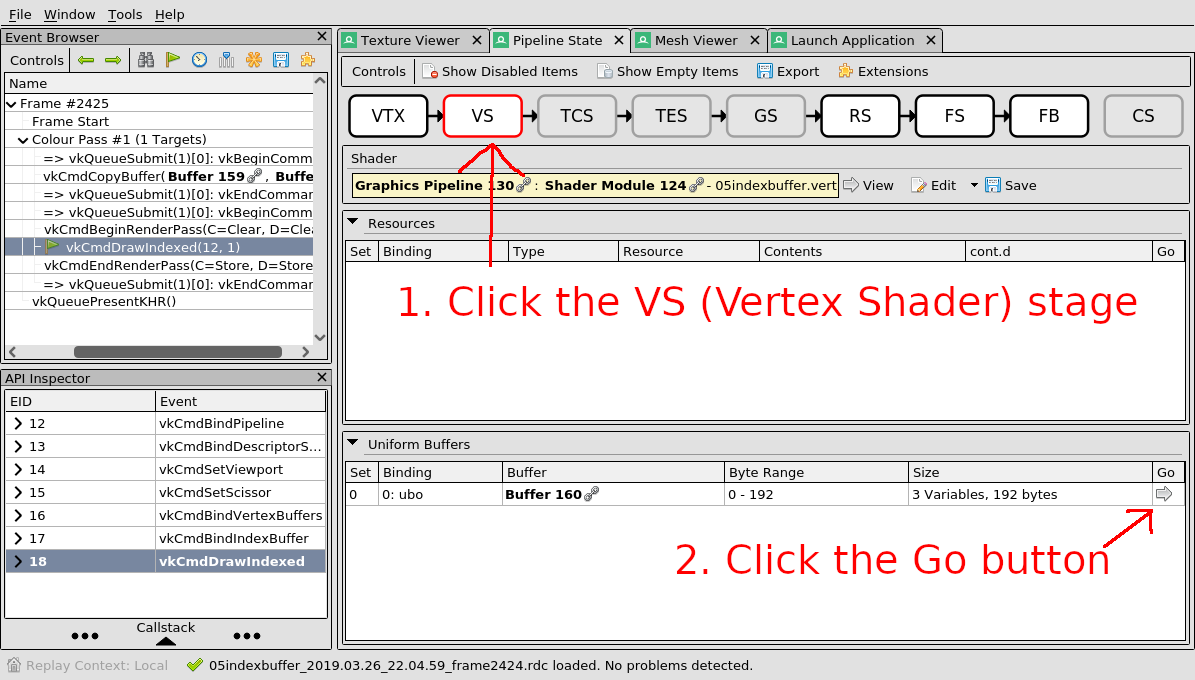 File Window Tools Help
Event Browser
Controls
Name
Frame #2425
Frame Start
Colour Pass #1 (1 Targets)
=> vkQueueSubmit(1)[0]: vkBeginComm
vkCmdCopyBuffer( Buffer 159 , Buffe
=> vkQueueSubmit(1)[0]: vkEndComman
=> vkQueueSubmit(1)[0]: vkBeginComm
vkCmdBeginRenderPass(C=Clear, D=Clea
vkCmdDrawIndexed(12, 1)
vkCmdEndRenderPass(C=Store, D=Store
=> vkQueueSubmit(1)[0]: vkEndComman
vkQueuePresentKHR()
API Inspector
EID Event
12 vkCmdBindPipeline
13 vkCmdBindDescriptorS...
14 vkCmdSetViewport
15 vkCmdSetScissor
16 vkCmdBindVertexBuffers
17 vkCmdBindIndexBuffer
18 vkCmdDrawIndexed
Callstack
Texture Viewer Pipeline State Mesh Viewer Launch Application
Controls Show Disabled Items Show Empty Items Export Extensions
VTX VS TCS TES GS RS FS FB CS
Shader
Graphics Pipeline 130 : Shader Module 124 - 05indexbuffer.vert View Edit Save
Resources
Set Binding Type Resource Contents cont.d Go
1. Click the VS (Vertex Shader) stage
Uniform Buffers
Set Binding Buffer Byte Range Size Go
0 0: ubo Buffer 160 0 - 192 3 Variables, 192 bytes
2. Click the Go button
Replay Context: Local 05indexbuffer_2019.03.26_22.04.59_frame2424.rdc loaded. No problems detected.